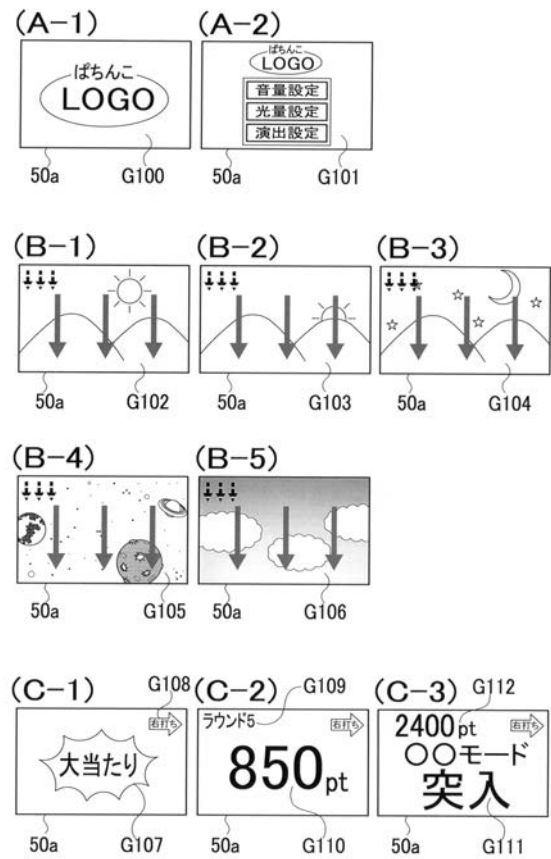 (A-1)
ぱちんこ
LOGO
50a
G100
(A-2)
ぱちんこ
LOGO
音量設定
光量設定
演出設定
50a
G101
(B-1)
50a
G102
(B-2)
50a
G103
(B-3)
50a
G104
(B-4)
50a
G105
(B-5)
50a
G106
(C-1)
G108
右打ち
大当たり
50a
G107
(C-2)
G109
ラウンド5
右打ち
850pt
50a
G110
(C-3)
G112
2400pt
右打ち
○○モード
突入
50a
G111